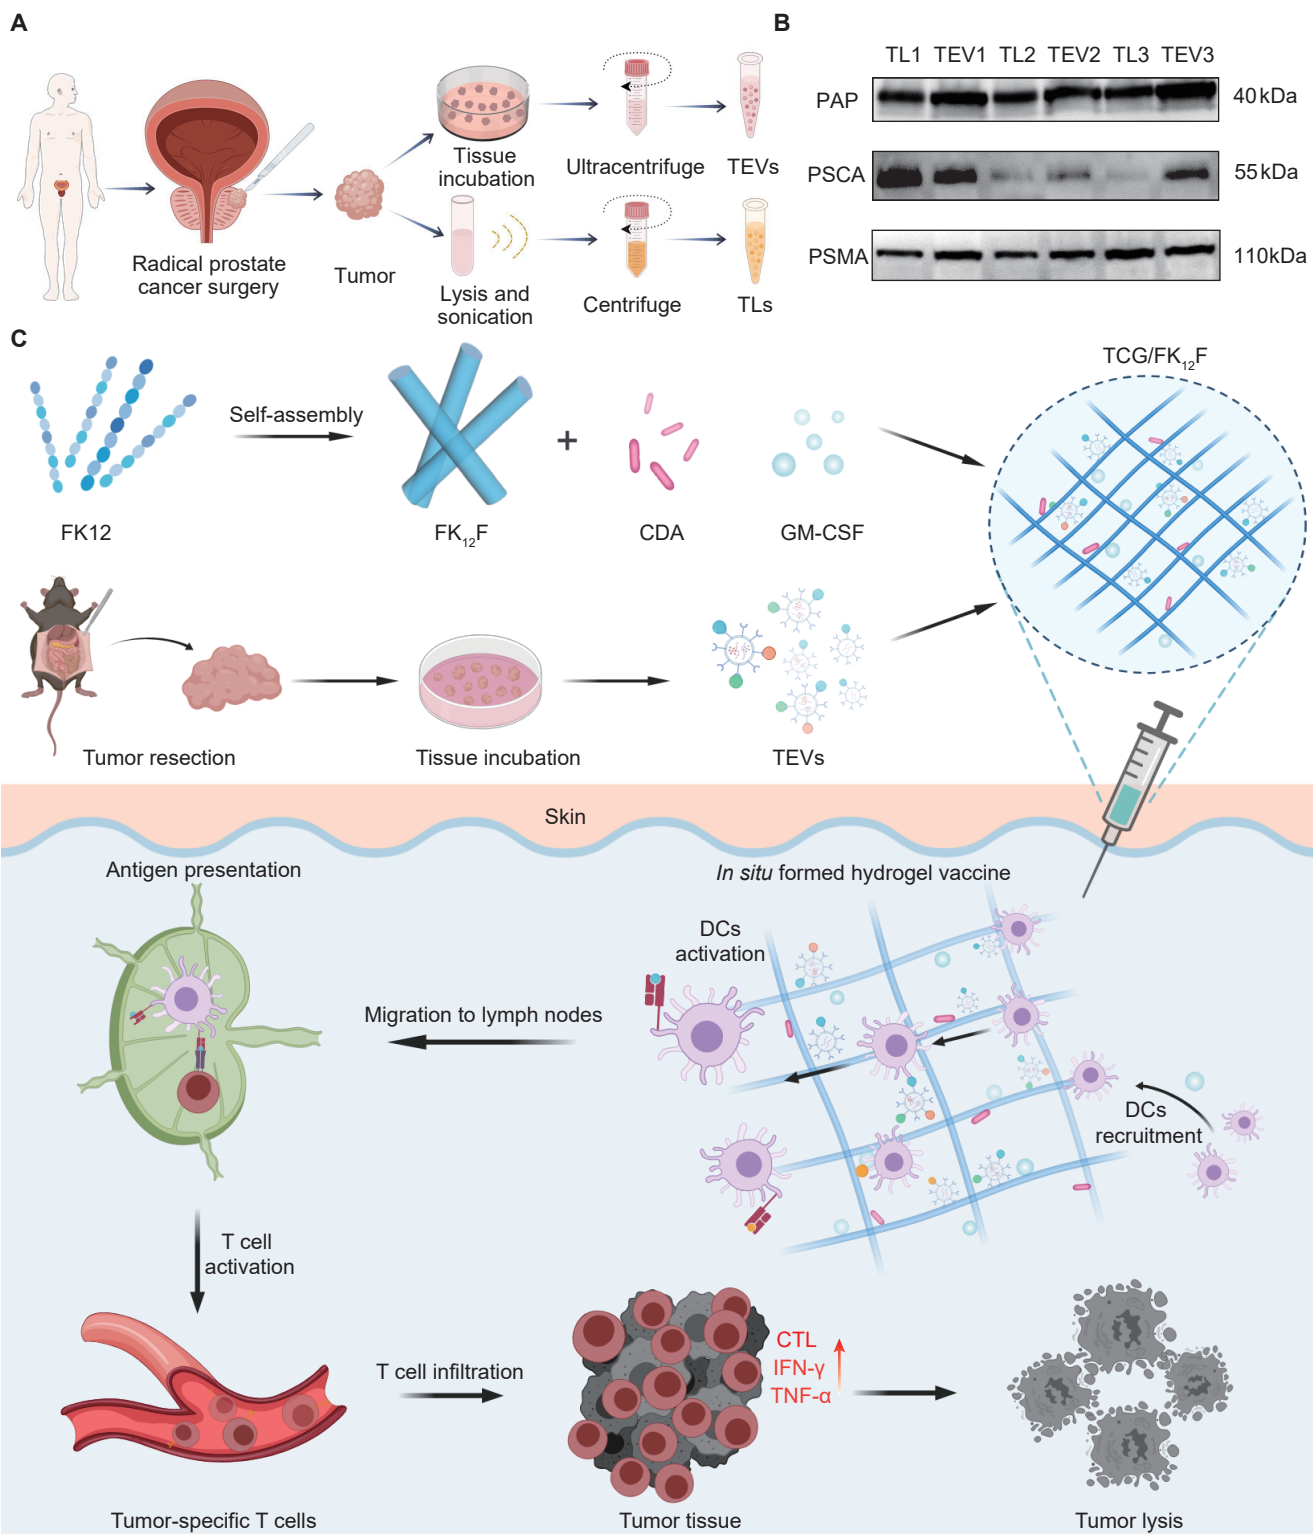 A
Radical prostate
cancer surgery
Tumor
Tissue
incubation
Ultracentrifuge
TEVs
Lysis and
sonication
Centrifuge
TLs
B
TL1 TEV1 TL2 TEV2 TL3 TEV3
PAP 40kDa
PSCA 55kDa
PSMA 110kDa
C
FK12
Self-assembly
FK₁₂F
+
CDA
GM-CSF
TCG/FK₁₂F
Tumor resection
Tissue incubation
TEVs
Skin
Antigen presentation
In situ formed hydrogel vaccine
DCs
activation
Migration to lymph nodes
DCs
recruitment
T cell
activation
T cell infiltration
CTL
IFN-γ
TNF-α
Tumor-specific T cells
Tumor tissue
Tumor lysis